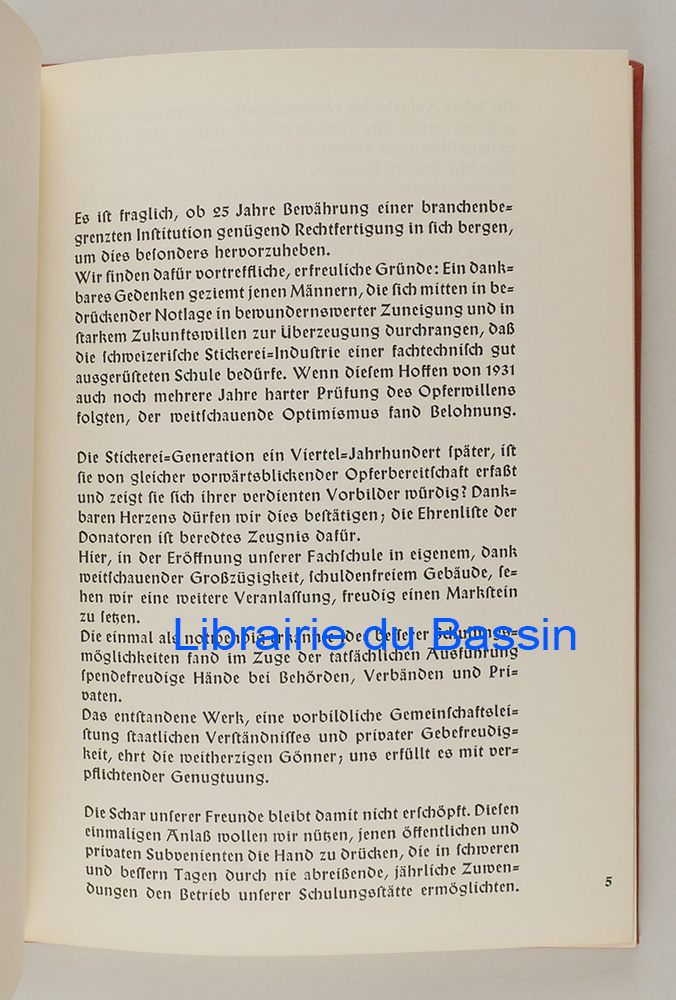 Es iſt fraglich, ob 25 Jahre Bewährung einer branchenbe=
grenzten Inſtitution genügend Rechtfertigung in ſich bergen,
um dies beſonders hervorzuheben.
Wir finden dafür vortreffliche, erfreuliche Gründe: Ein dank=
bares Gedenken geziemt jenen Männern, die ſich mitten in be=
drückender Notlage in bewundernswerter Zuneigung und in
ſtarkem Zukunftswillen zur Überzeugung durchrangen, daß
die ſchweizeriſche Stickerei=Induſtrie einer fachtechniſch gut
ausgerüſteten Schule bedürfe. Wenn dieſem Hoffen von 1931
auch noch mehrere Jahre harter Prüfung des Opferwillens
folgten, der weitſchauende Optimismus fand Belohnung.
Die Stickerei=Generation ein Viertel=Jahrhundert ſpäter, iſt
ſie von gleicher vorwärtsblickender Opferbereitſchaft erfaßt
und zeigt ſie ſich ihrer verdienten Vorbilder würdig? Dank=
baren Herzens dürfen wir dies beſtätigen; die Ehrenliſte der
Donatoren iſt beredtes Zeugnis dafür.
Hier, in der Eröffnung unſerer Fachſchule in eigenem, dank
weitſchauender Großzügigkeit, ſchuldenfreiem Gebäude, ſe=
hen wir eine weitere Veranlaſſung, freudig einen Markſtein
zu ſetzen.
Die einmal als notwendig erkannte Idee beſſerer Schulungs=
möglichkeiten fand im Zuge der tatſächlichen Ausführung
ſpendefreudige Hände bei Behörden, Verbänden und Pri=
vaten.
Das entſtandene Werk, eine vorbildliche Gemeinſchaftslei=
ſtung ſtaatlichen Verſtändniſſes und privater Gebefreudig=
keit, ehrt die weitherzigen Gönner; uns erfüllt es mit ver=
pflichtender Genugtuung.
Die Schar unſerer Freunde bleibt damit nicht erſchöpft. Dieſen
einmaligen Anlaß wollen wir nützen, jenen öffentlichen und
privaten Subvenienten die Hand zu drücken, die in ſchweren
und beſſern Tagen durch nie abreißende, jährliche Zuwen=
dungen den Betrieb unſerer Schulungsſtätte ermöglichten.
5
Librairie du Bassin